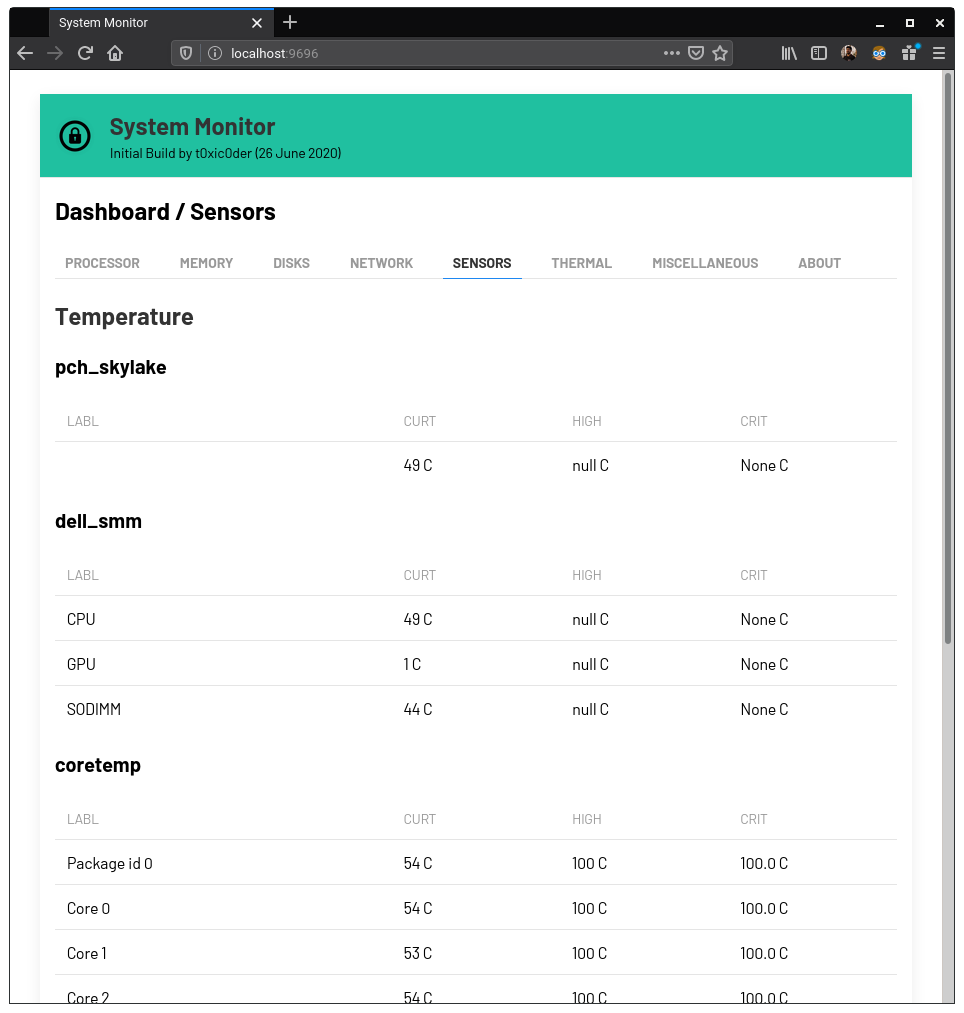 System Monitor
localhost:9696
System Monitor
Initial Build by t0xic0der (26 June 2020)
Dashboard / Sensors
PROCESSOR MEMORY DISKS NETWORK SENSORS THERMAL MISCELLANEOUS ABOUT
Temperature
pch_skylake
LABL CURT HIGH CRIT
49 C null C None C
dell_smm
LABL CURT HIGH CRIT
CPU 49 C null C None C
GPU 1 C null C None C
SODIMM 44 C null C None C
coretemp
LABL CURT HIGH CRIT
Package id 0 54 C 100 C 100.0 C
Core 0 54 C 100 C 100.0 C
Core 1 53 C 100 C 100.0 C
Core 2 54 C 100 C 100.0 C